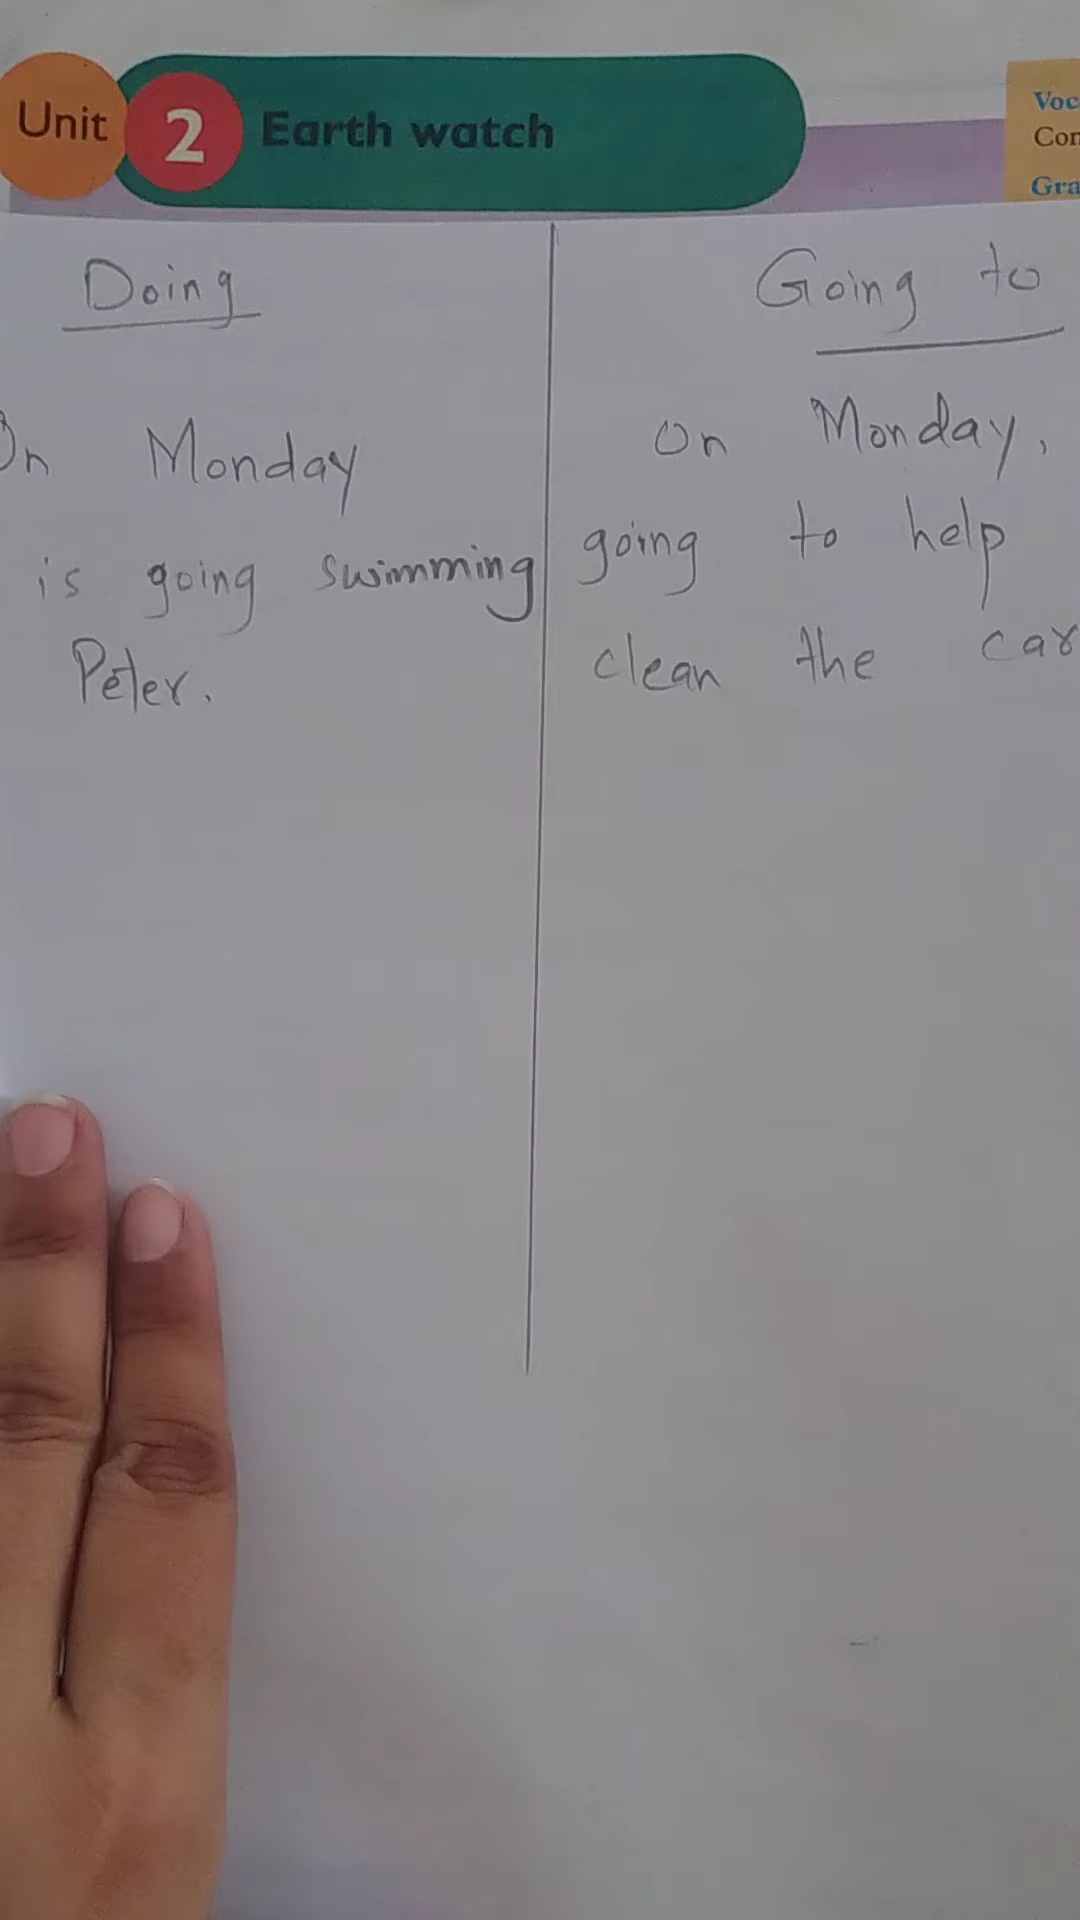 Unit 2 Earth watch
Voc
Con
Gra
Doing
On Monday
is going swimming
Peter.
Going to
On Monday,
going to help
clean the car